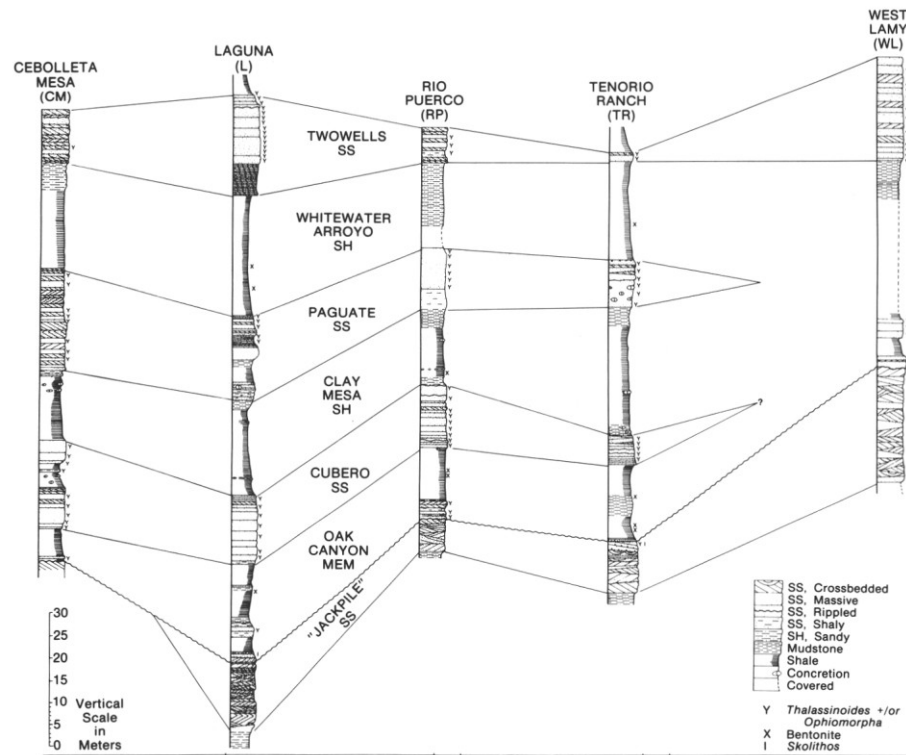 CEBOLLETA
MESA
(CM)
LAGUNA
(L)
RIO
PUERCO
(RP)
TENORIO
RANCH
(TR)
WEST
LAMY
(WL)
TWOWELLS
SS
WHITEWATER
ARROYO
SH
PAGUATE
SS
CLAY
MESA
SH
CUBERO
SS
OAK
CANYON
MEM
"JACKPILE"
SS
?
30
25
20
15
10
5
0
Vertical
Scale
in
Meters
SS, Crossbedded
SS, Massive
SS, Rippled
SS, Shaly
SH, Sandy
Mudstone
Shale
Concretion
Covered
Y Thalassinoides +/or
Ophiomorpha
X Bentonite
I Skolithos